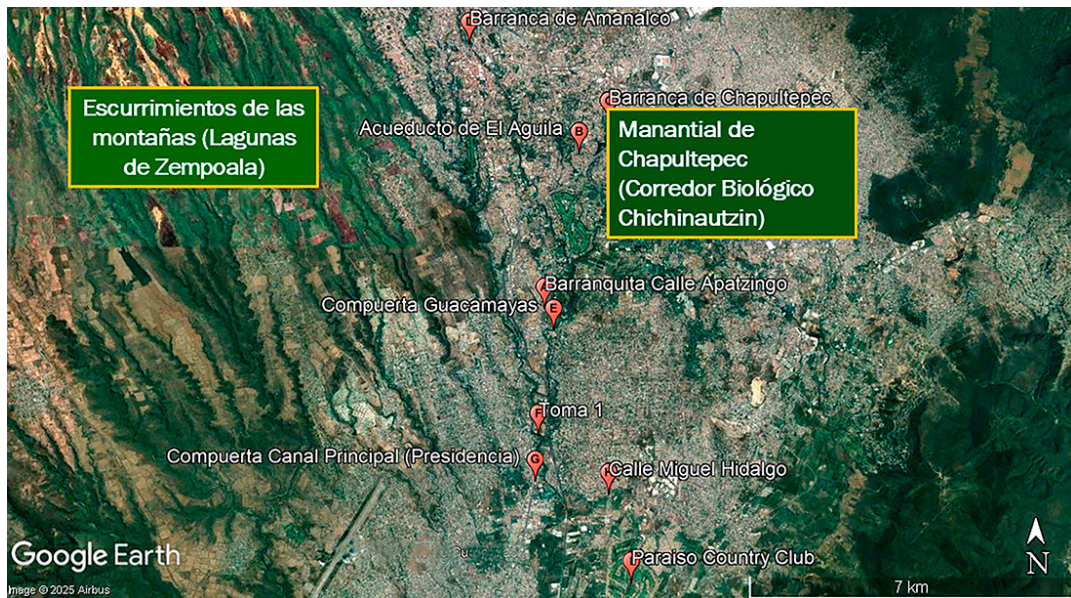 Barranca de Amanalco
Escurrimientos de las
montañas (Lagunas
de Zempoala)
Barranca de Chapultepec
Acueducto de El Aguila
B
Manantial de
Chapultepec
(Corredor Biológico
Chichinautzin)
Barranquita Calle Apatzingo
Compuerta Guacamayas
E
F
Toma 1
Compuerta Canal Principal (Presidencia)
G
Calle Miguel Hidalgo
Paraiso Country Club
Google Earth
Image © 2025 Airbus
N
7 km